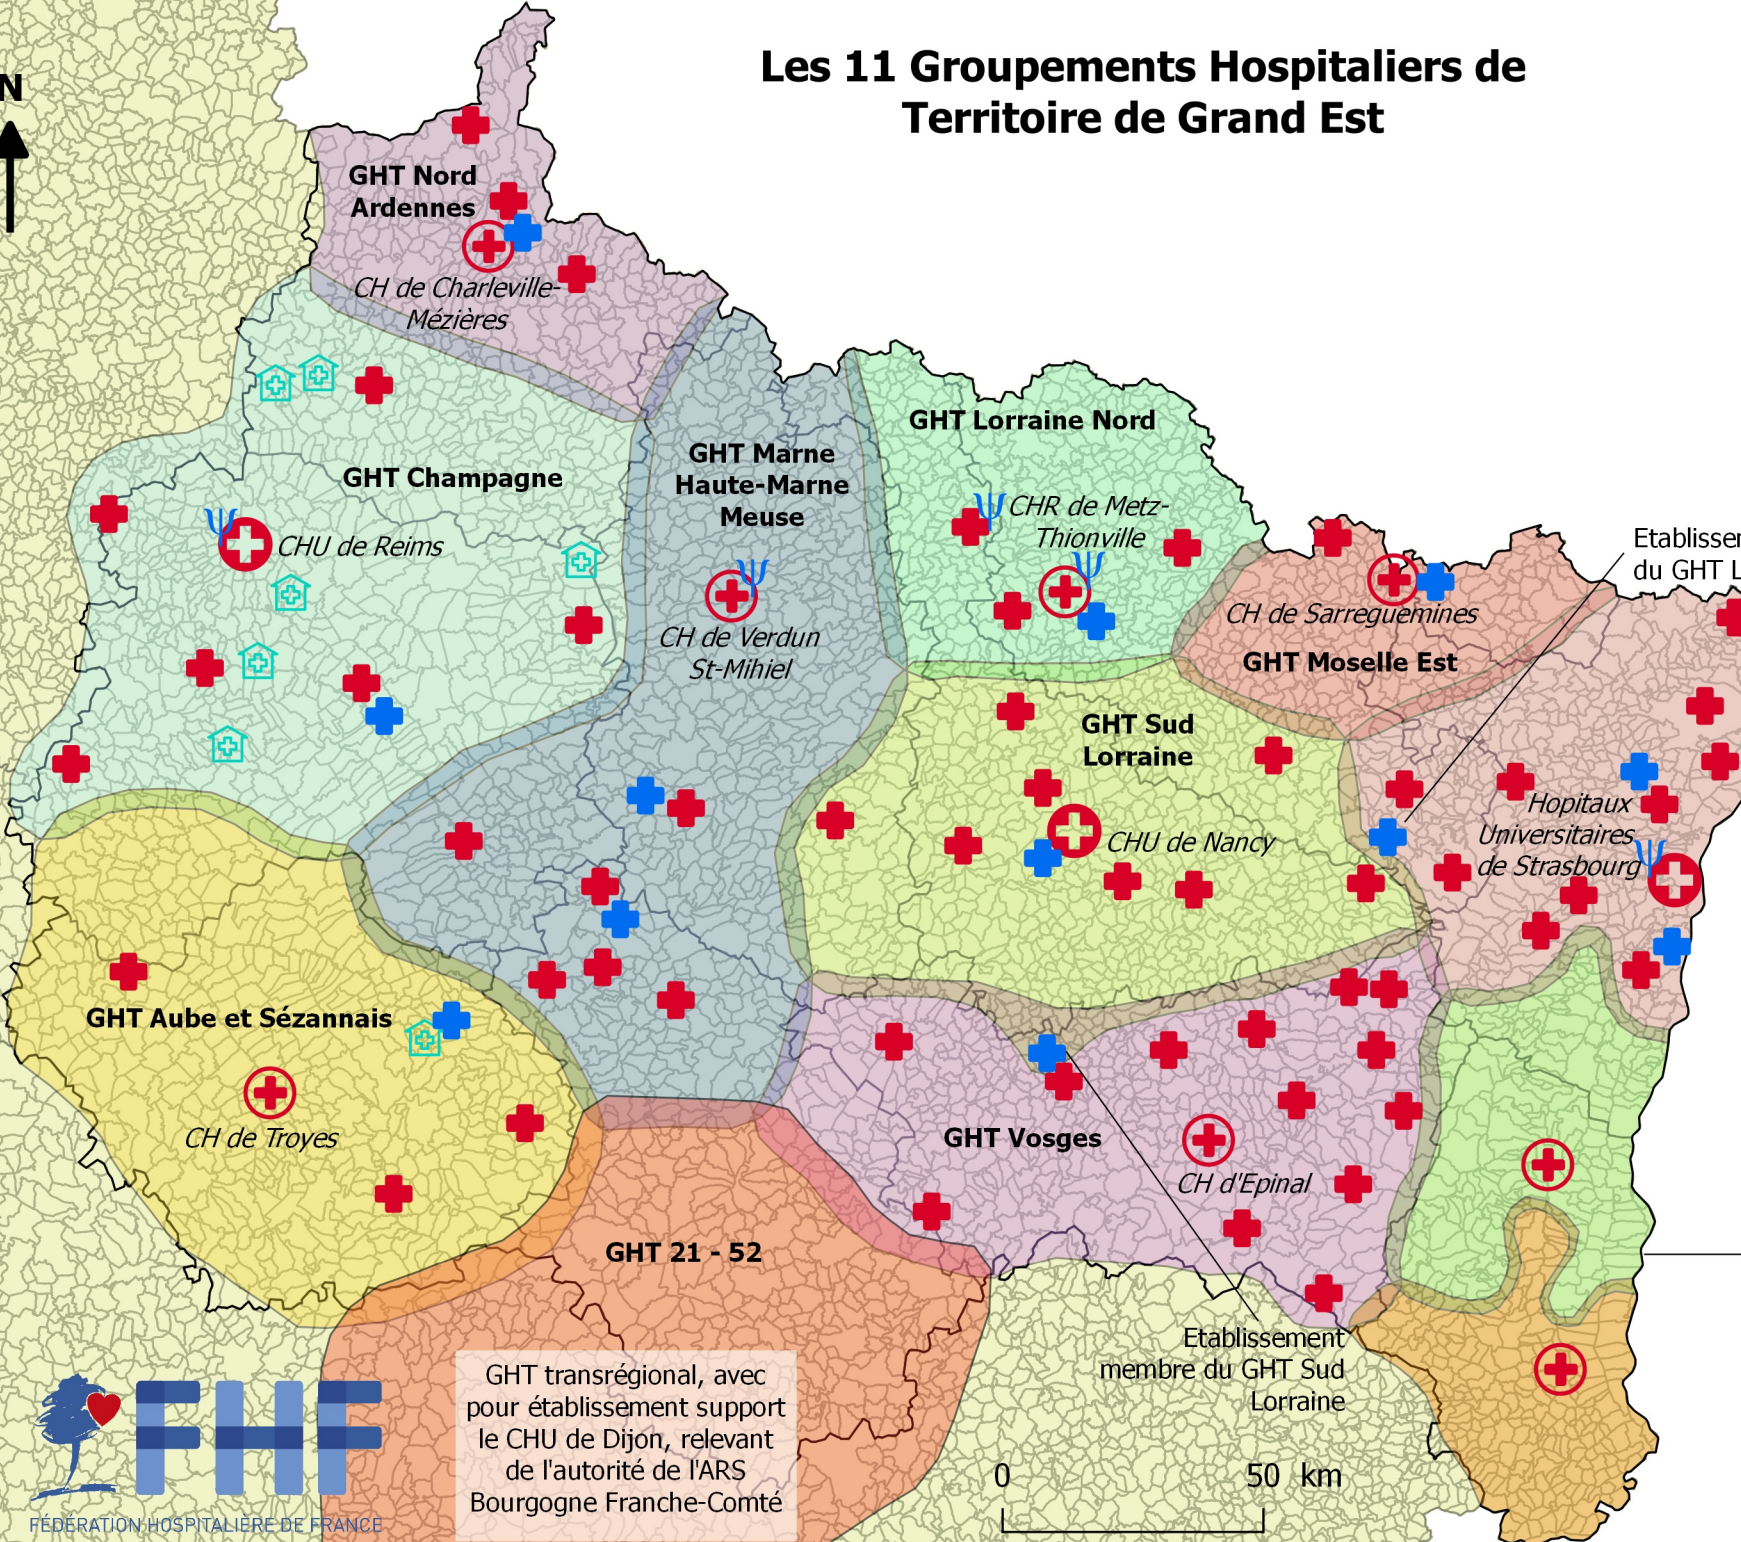 Les 11 Groupements Hospitaliers de
Territoire de Grand Est
N
GHT Nord
Ardennes
CH de Charleville-
Mézières
GHT Champagne
CHU de Reims
GHT Marne
Haute-Marne
Meuse
CH de Verdun
St-Mihiel
GHT Lorraine Nord
CHR de Metz-
Thionville
CH de Sarreguemines
GHT Moselle Est
du GHT
GHT Sud
Lorraine
CHU de Nancy
Hopitaux
Universitaires
de Strasbourg
GHT Aube et Sézannais
CH de Troyes
GHT Vosges
CH d'Epinal
GHT 21 - 52
GHT transrégional, avec
pour établissement support
le CHU de Dijon, relevant
de l'autorité de l'ARS
Bourgogne Franche-Comté
Etablissement
membre du GHT Sud
Lorraine
0 50 km
FHF
FÉDÉRATION HOSPITALIÈRE DE FRANCE